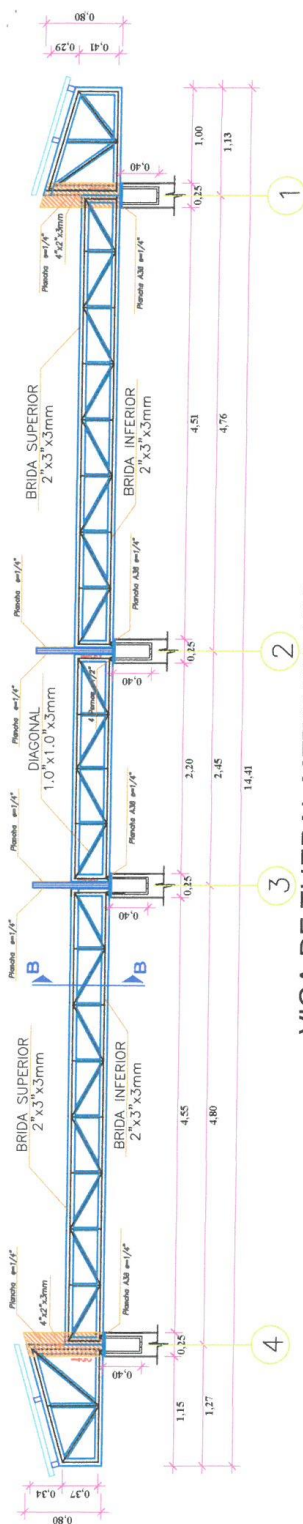 0,80
0,34
0,37
Plancha e=1/4"
4"x2"x3mm
Plancha A36 e=1/4"
0,40
BRIDA SUPERIOR
2"x3"x3mm
BRIDA INFERIOR
2"x3"x3mm
B
B
Plancha e=1/4"
Plancha e=1/4"
Plancha A36 e=1/4"
0,40
DIAGONAL
1.0"x1.0"x3mm
Plancha e=1/4"
Plancha e=1/4"
Plancha A36 e=1/4"
0,40
BRIDA SUPERIOR
2"x3"x3mm
BRIDA INFERIOR
2"x3"x3mm
Plancha e=1/4"
4"x2"x3mm
Plancha A36 e=1/4"
0,40
0,80
0,29
0,41
1,15
0,25
4,55
0,25
2,20
0,25
4,51
0,25
1,00
1,27
4,80
2,45
4,76
1,13
14,41
4
3
2
1